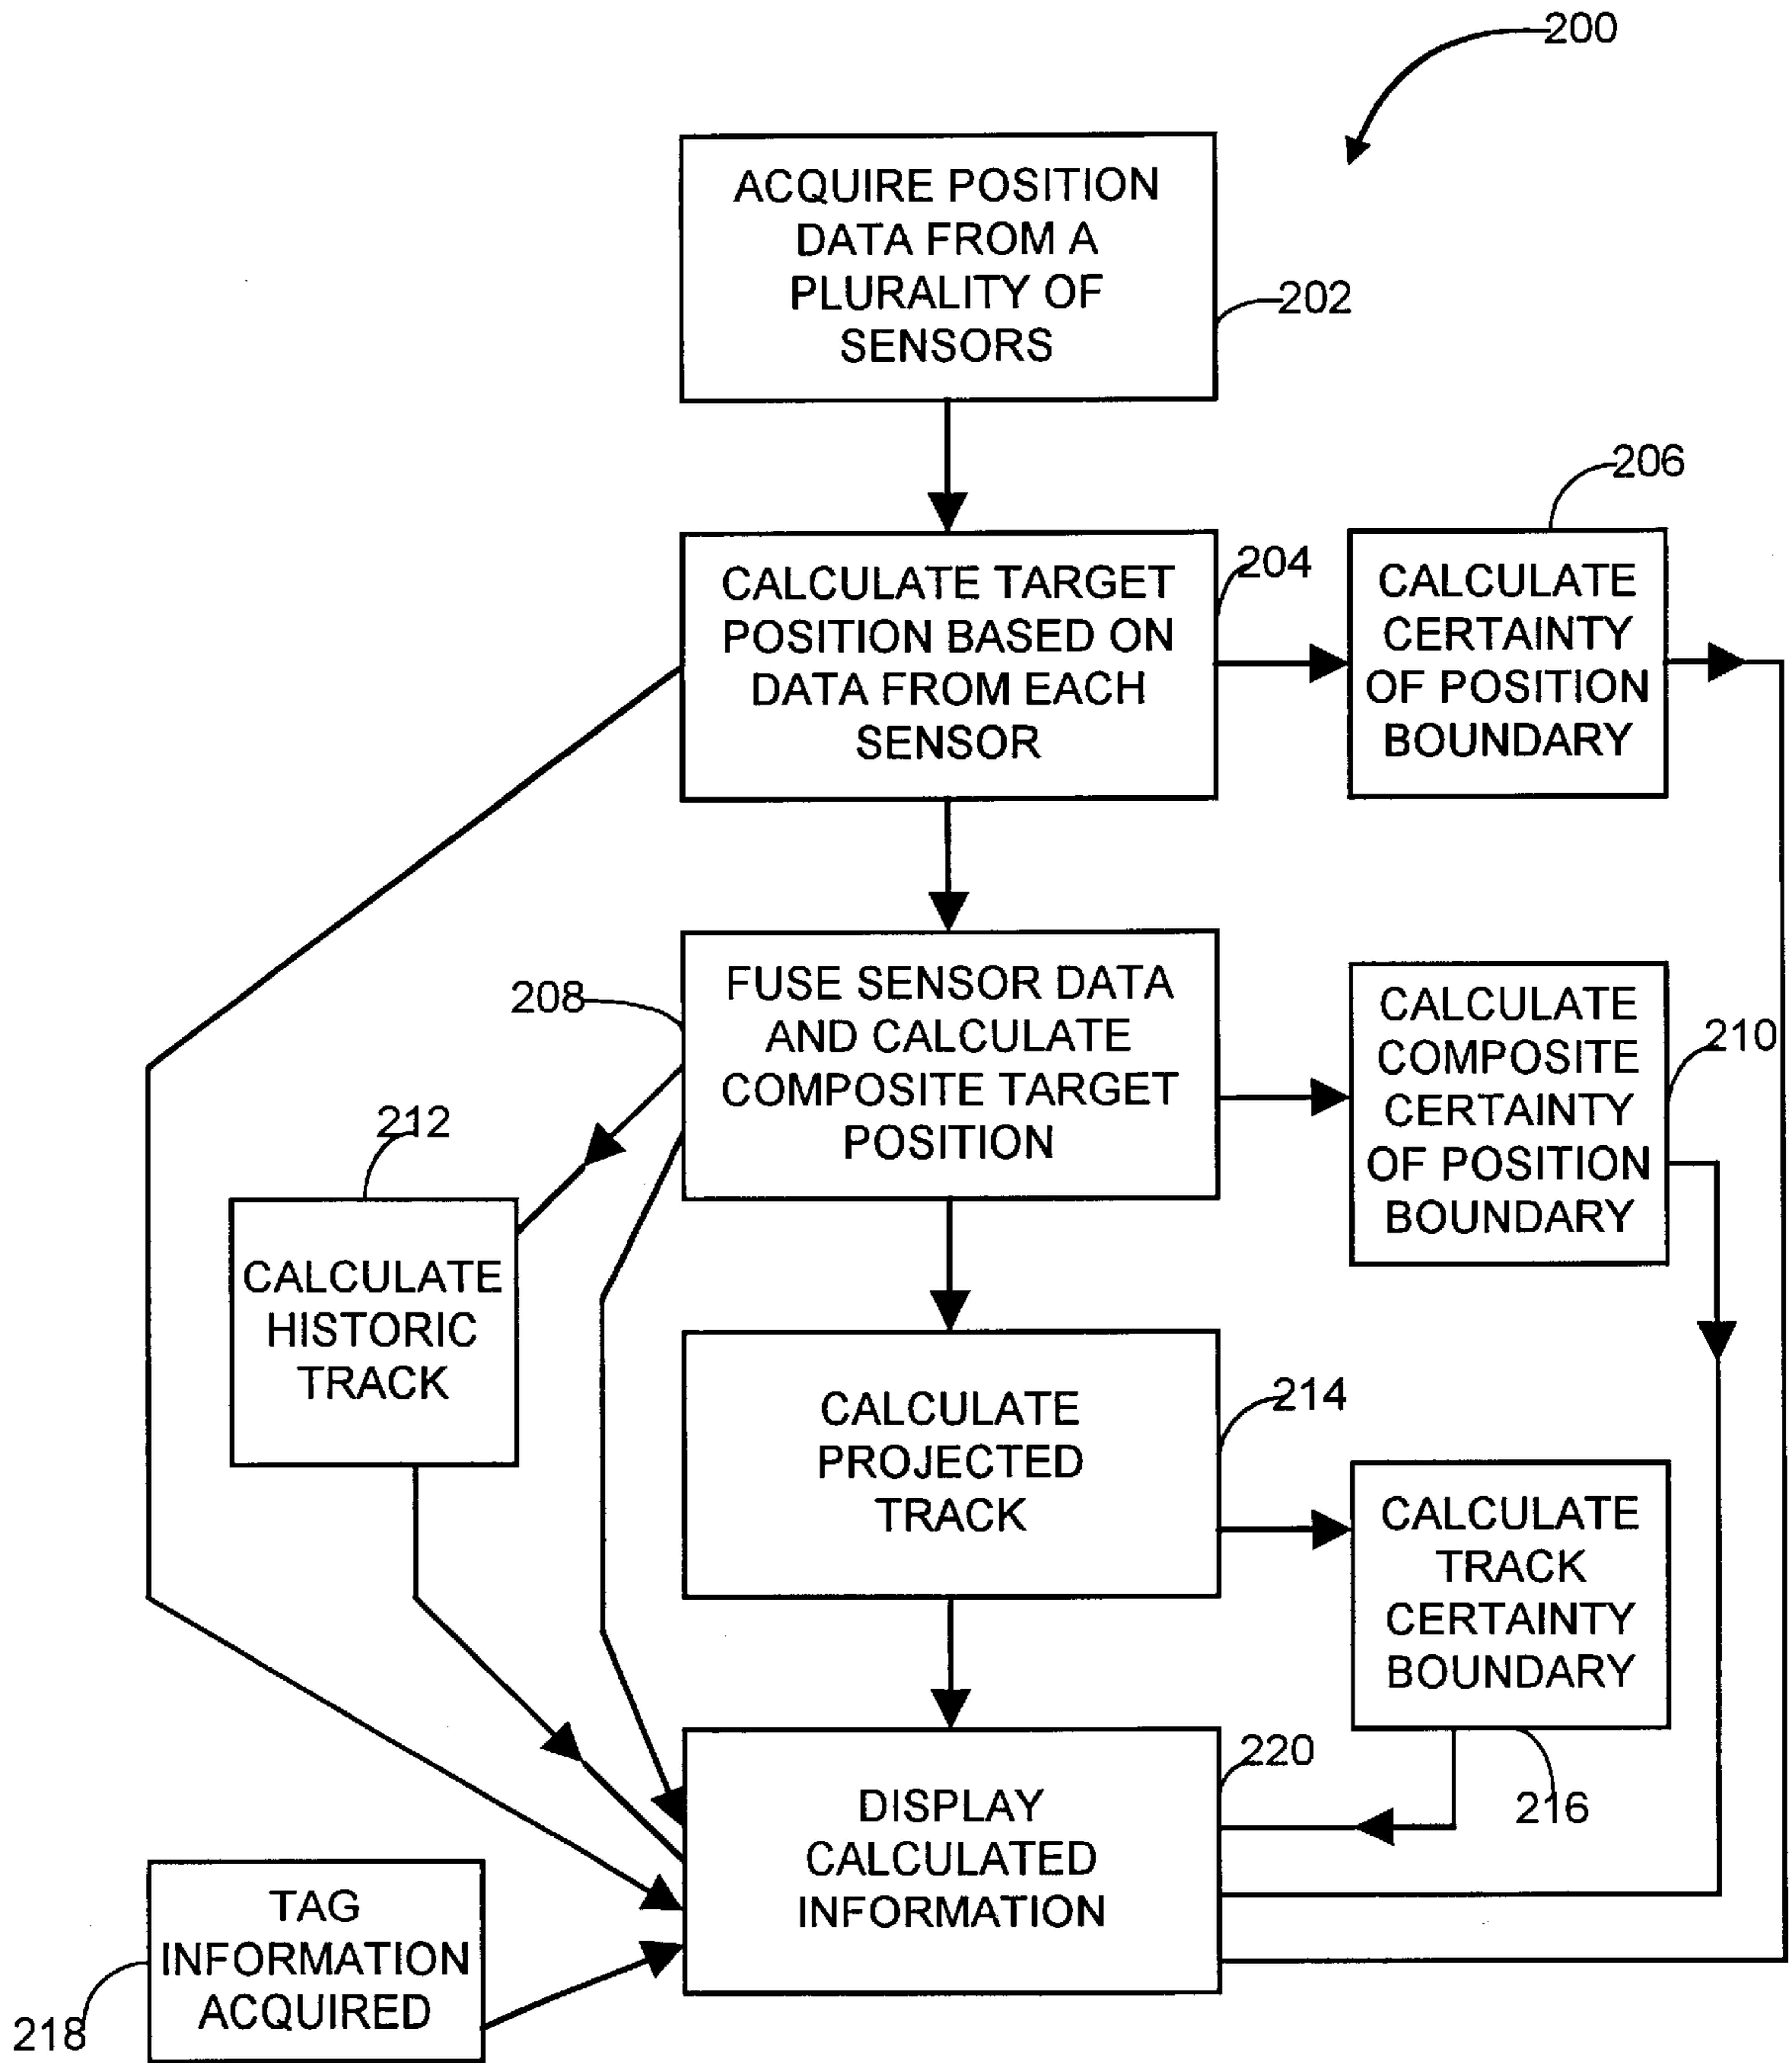 200
ACQUIRE POSITION
DATA FROM A
PLURALITY OF
SENSORS
202
206
CALCULATE TARGET
POSITION BASED ON
DATA FROM EACH
SENSOR
204
CALCULATE
CERTAINTY
OF POSITION
BOUNDARY
208
FUSE SENSOR DATA
AND CALCULATE
COMPOSITE TARGET
POSITION
CALCULATE
COMPOSITE
CERTAINTY
OF POSITION
BOUNDARY
210
212
CALCULATE
HISTORIC
TRACK
CALCULATE
PROJECTED
TRACK
214
CALCULATE
TRACK
CERTAINTY
BOUNDARY
216
220
DISPLAY
CALCULATED
INFORMATION
TAG
INFORMATION
ACQUIRED
218